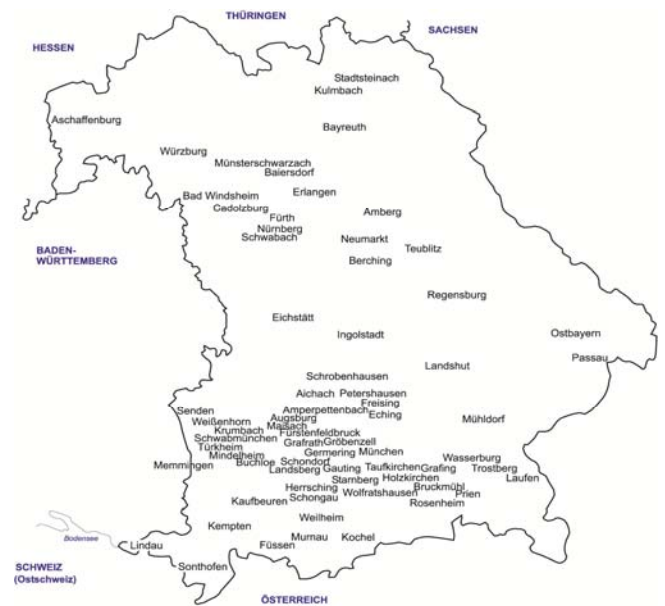 THÜRINGEN
SACHSEN
HESSEN
Stadtsteinach
Kulmbach
Aschaffenburg
Bayreuth
Würzburg
Münsterschwarzach
Baiersdorf
Erlangen
Bad Windsheim
Cadolzburg
Fürth
Amberg
Nürnberg
Schwabach
Neumarkt
Teublitz
BADEN-
WÜRTTEMBERG
Berching
Regensburg
Eichstätt
Ingolstadt
Ostbayern
Passau
Landshut
Schrobenhausen
Aichach
Petershausen
Freising
Senden
Amperpettenbach
Eching
Weißenhorn
Augsburg
Mühldorf
Krumbach
Maisach
Fürstenfeldbruck
Schwabmünchen
Grafrath
Gröbenzell
Türkheim
Germering
München
Mindelheim
Wasserburg
Memmingen
Buchloe
Schondorf
Landsberg
Gauting
Taufkirchen
Grafing
Trostberg
Starnberg
Holzkirchen
Laufen
Herrsching
Wolfratshausen
Bruckmühl
Prien
Kaufbeuren
Schongau
Rosenheim
Weilheim
Kempten
Bodensee
Murnau
Kochel
Lindau
Füssen
SCHWEIZ
(Ostschweiz)
Sonthofen
ÖSTERREICH